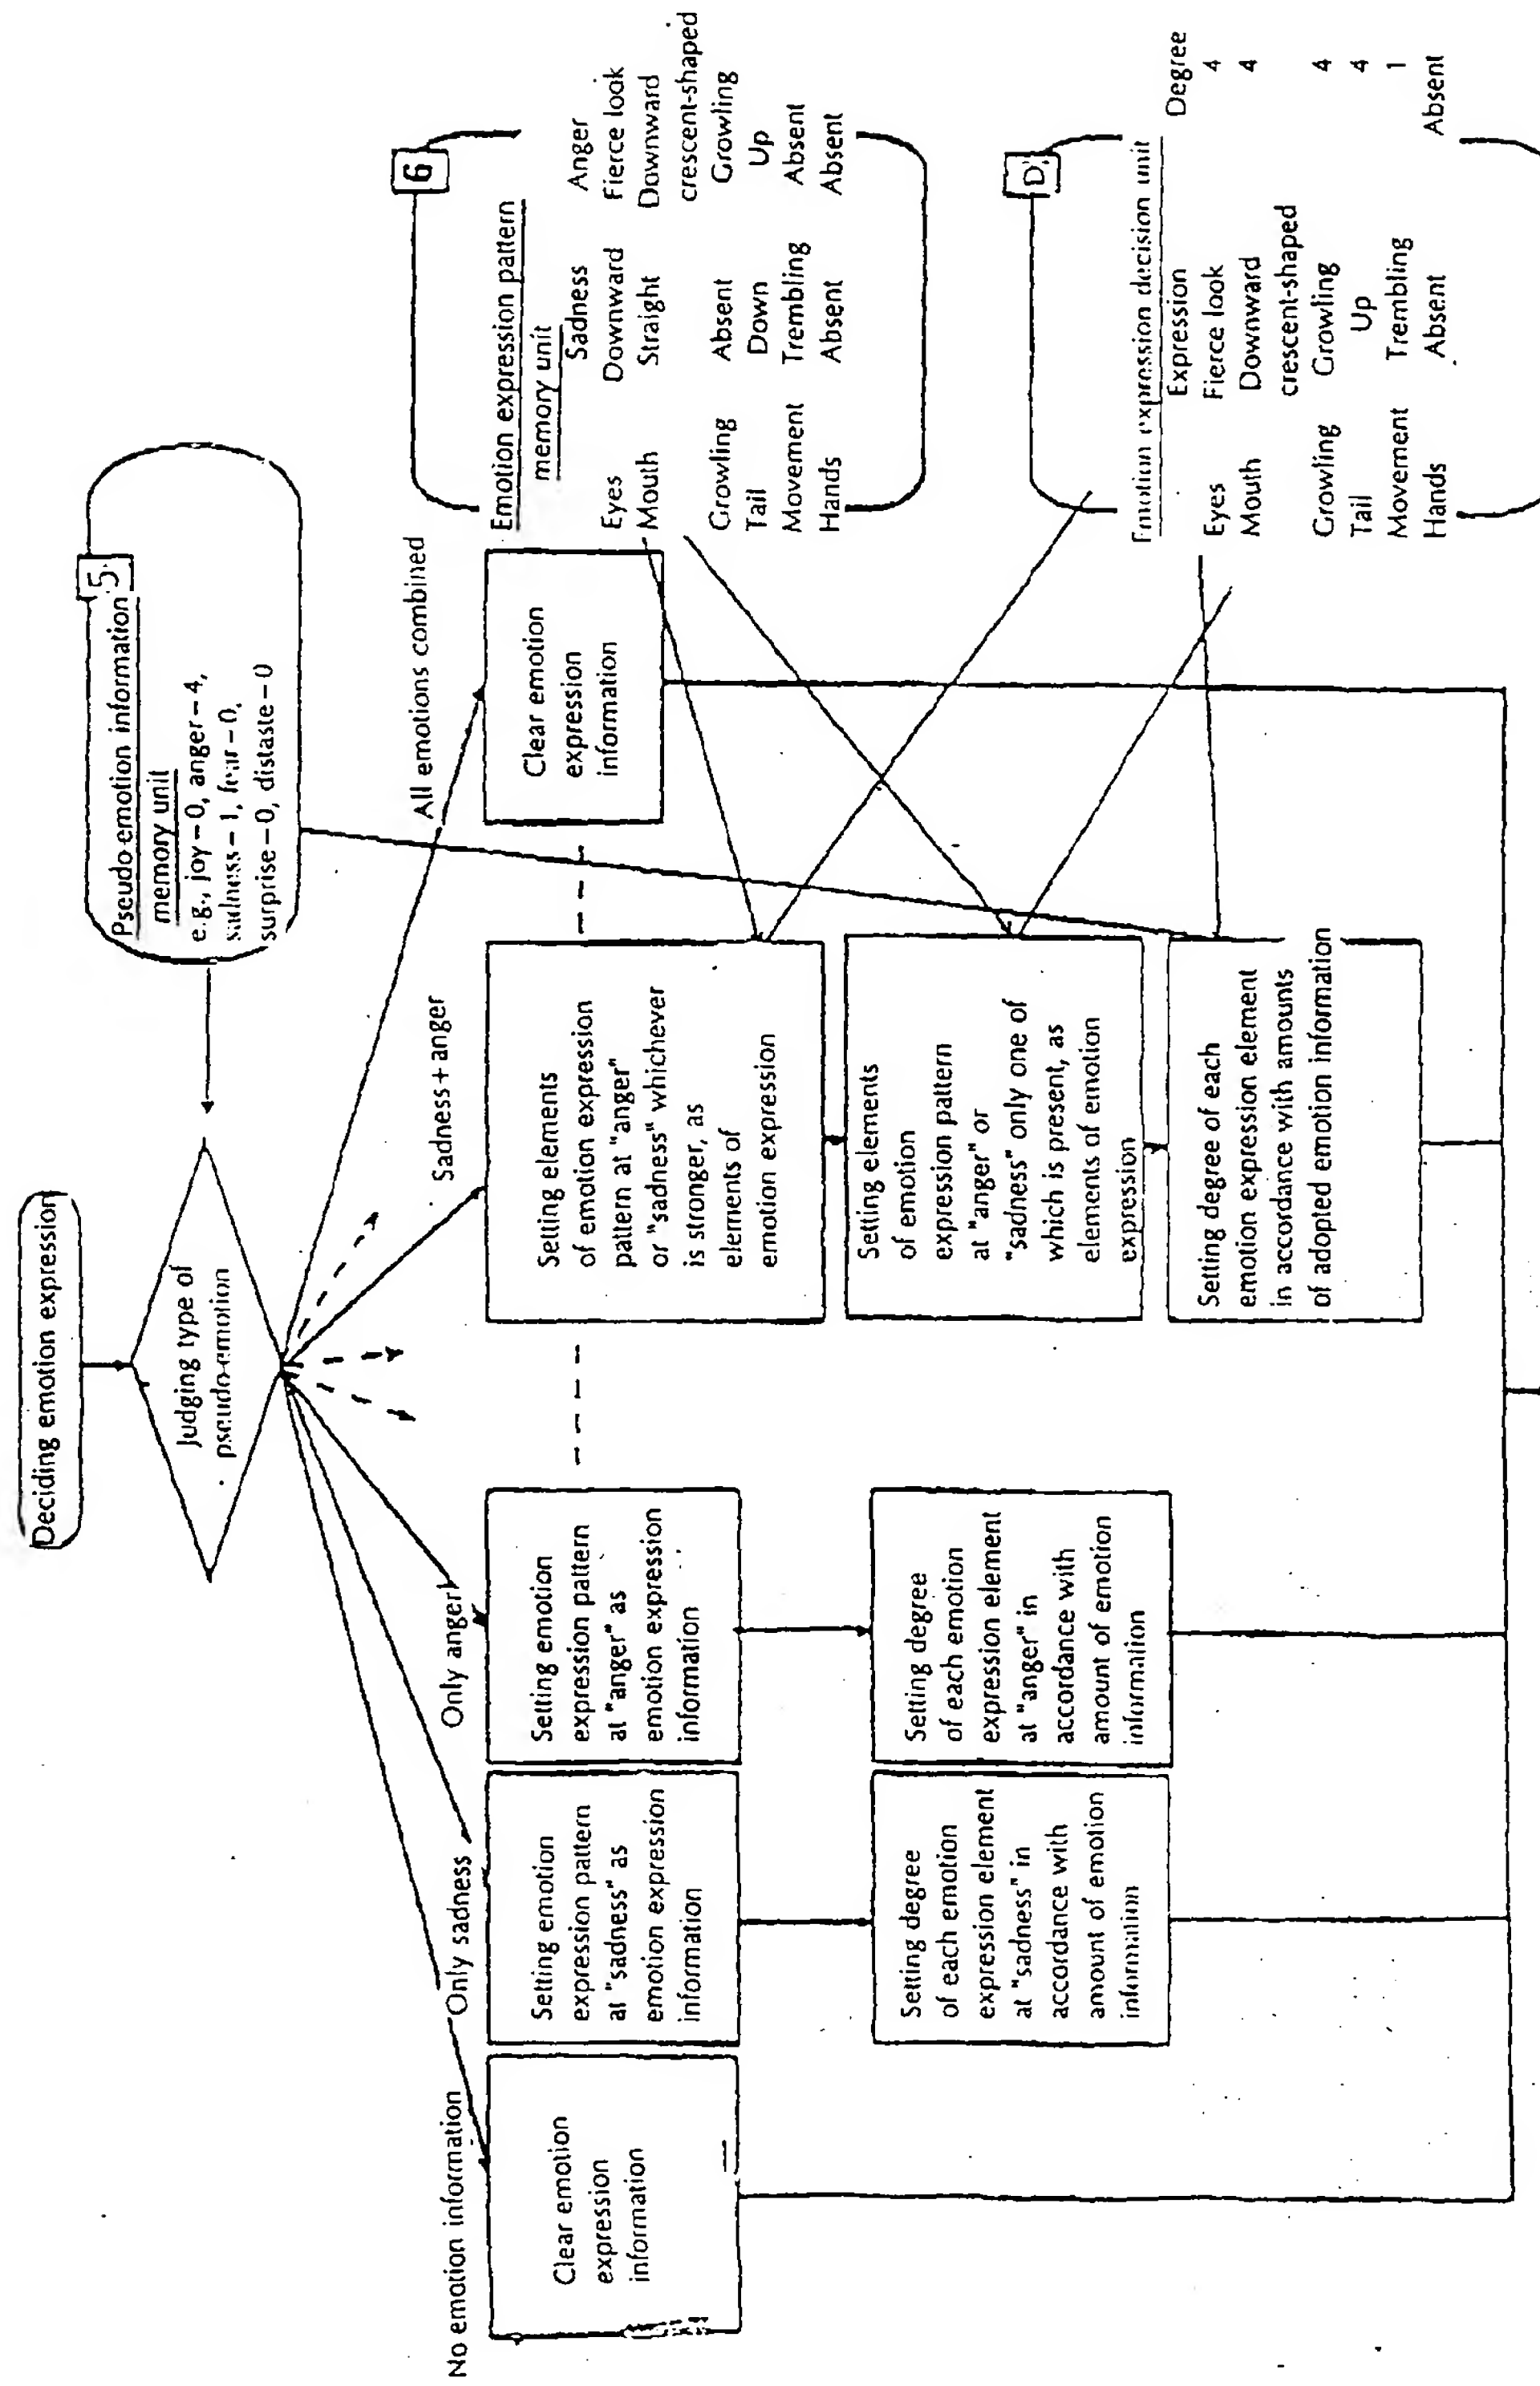 Deciding emotion expression
Judging type of
pseudo-emotion
5
Pseudo-emotion information
memory unit
e.g., joy – 0, anger – 4,
sadness – 1, fear – 0,
surprise – 0, distaste – 0
No emotion information
Only sadness
Only anger
Sadness + anger
All emotions combined
Clear emotion
expression
information
Setting emotion
expression pattern
at "sadness" as
emotion expression
information
Setting degree
of each emotion
expression element
at "sadness" in
accordance with
amount of emotion
information
Setting emotion
expression pattern
at "anger" as
emotion expression
information
Setting degree
of each emotion
expression element
at "anger" in
accordance with
amount of emotion
information
Setting elements
of emotion expression
pattern at "anger"
or "sadness" whichever
is stronger, as
elements of
emotion expression
Setting elements
of emotion
expression pattern
at "anger" or
"sadness" only one of
which is present, as
elements of emotion
expression
Setting degree of each
emotion expression element
in accordance with amounts
of adopted emotion information
Clear emotion
expression
information
6
Emotion expression pattern
memory unit
Sadness Anger
Eyes Downward Fierce look
Mouth Straight Downward
crescent-shaped
Growling Absent Growling
Tail Down Up
Movement Trembling Absent
Hands Absent Absent
D
Emotion expression decision unit
Expression Degree
Eyes Fierce look 4
Mouth Downward 4
crescent-shaped
Growling Growling 4
Tail Up 4
Movement Trembling 1
Hands Absent Absent